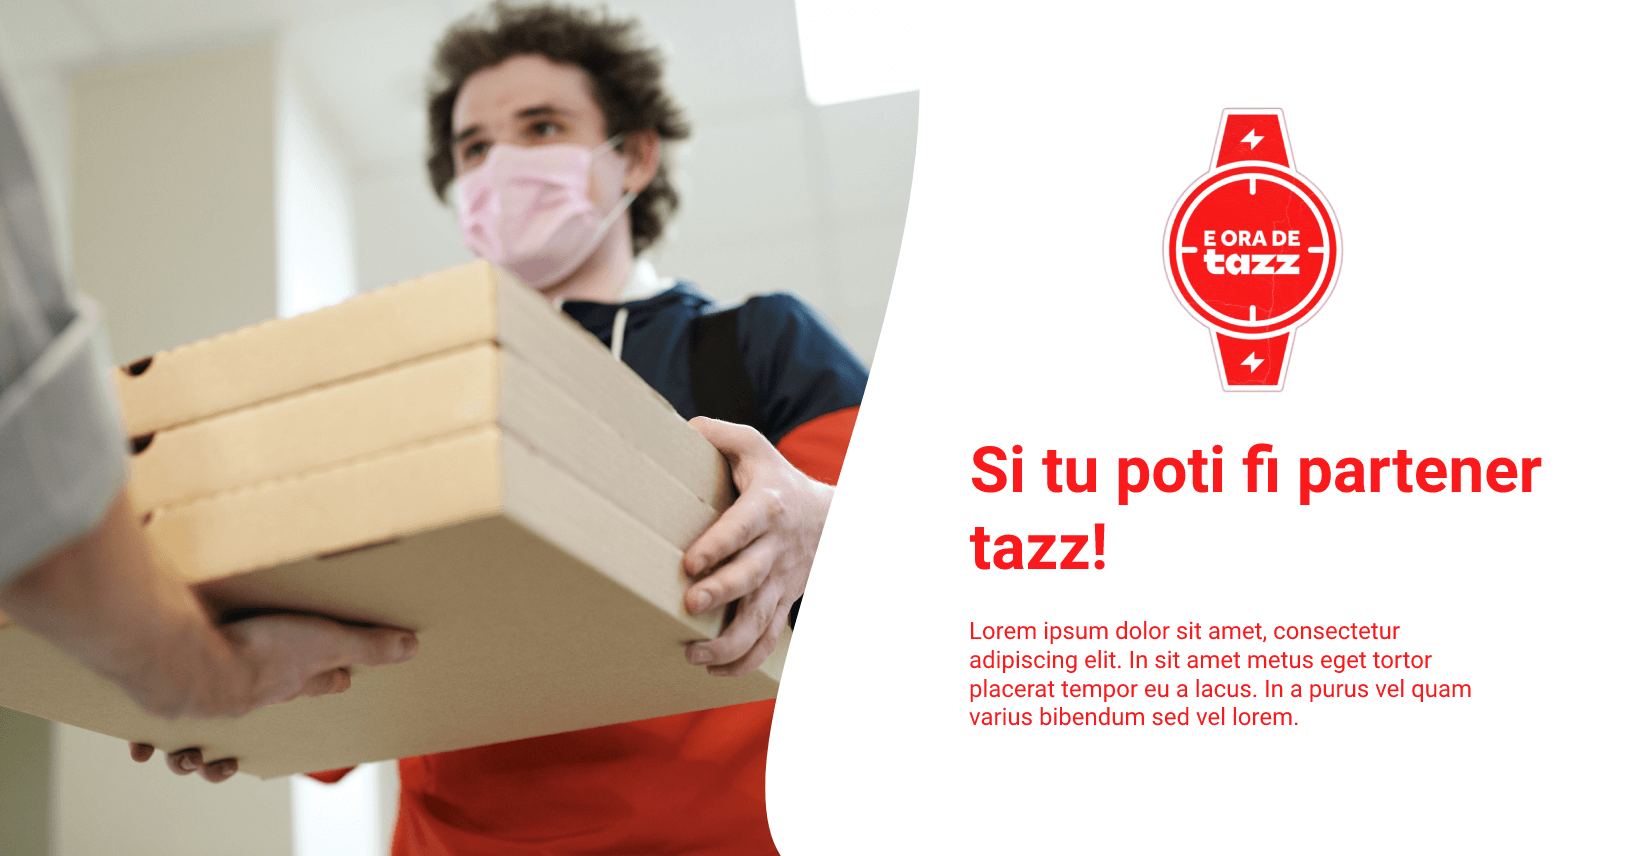 E ORA DE
tazz
Si tu poti fi partener
tazz!
Lorem ipsum dolor sit amet, consectetur
adipiscing elit. In sit amet metus eget tortor
placerat tempor eu a lacus. In a purus vel quam
varius bibendum sed vel lorem.